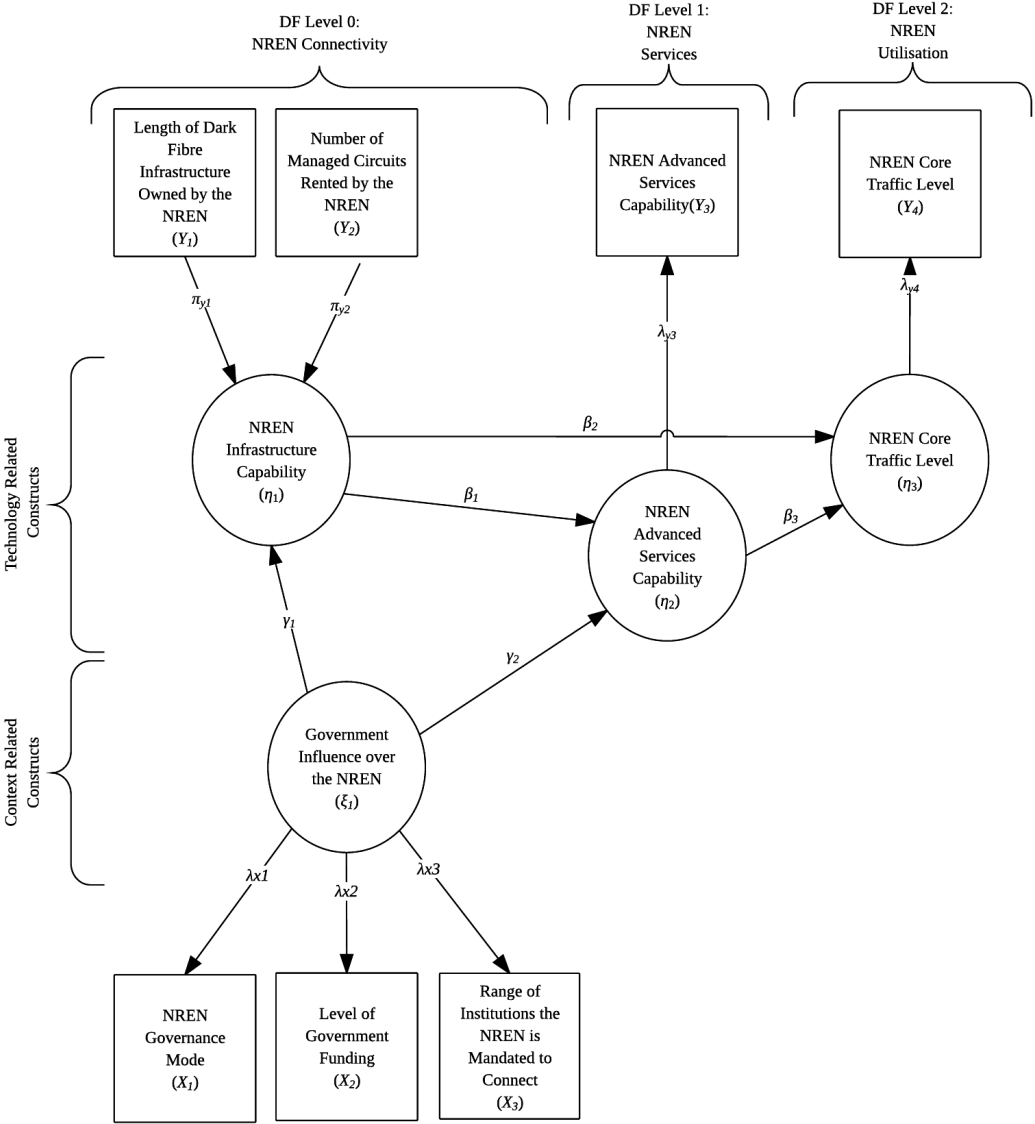 DF Level 0:
NREN Connectivity
DF Level 1:
NREN
Services
DF Level 2:
NREN
Utilisation
Length of Dark
Fibre
Infrastructure
Owned by the
NREN
(Y₁)
Number of
Managed Circuits
Rented by the
NREN
(Y₂)
NREN Advanced
Services
Capability(Y₃)
NREN Core
Traffic Level
(Y₄)
πy1
πy2
λy3
λy4
Technology Related
Constructs
NREN
Infrastructure
Capability
(η₁)
β₂
β₁
NREN
Advanced
Services
Capability
(η₂)
β₃
NREN Core
Traffic Level
(η₃)
γ₁
γ₂
Context Related
Constructs
Government
Influence over
the NREN
(ξ₁)
λx1
λx2
λx3
NREN
Governance
Mode
(X₁)
Level of
Government
Funding
(X₂)
Range of
Institutions the
NREN is
Mandated to
Connect
(X₃)